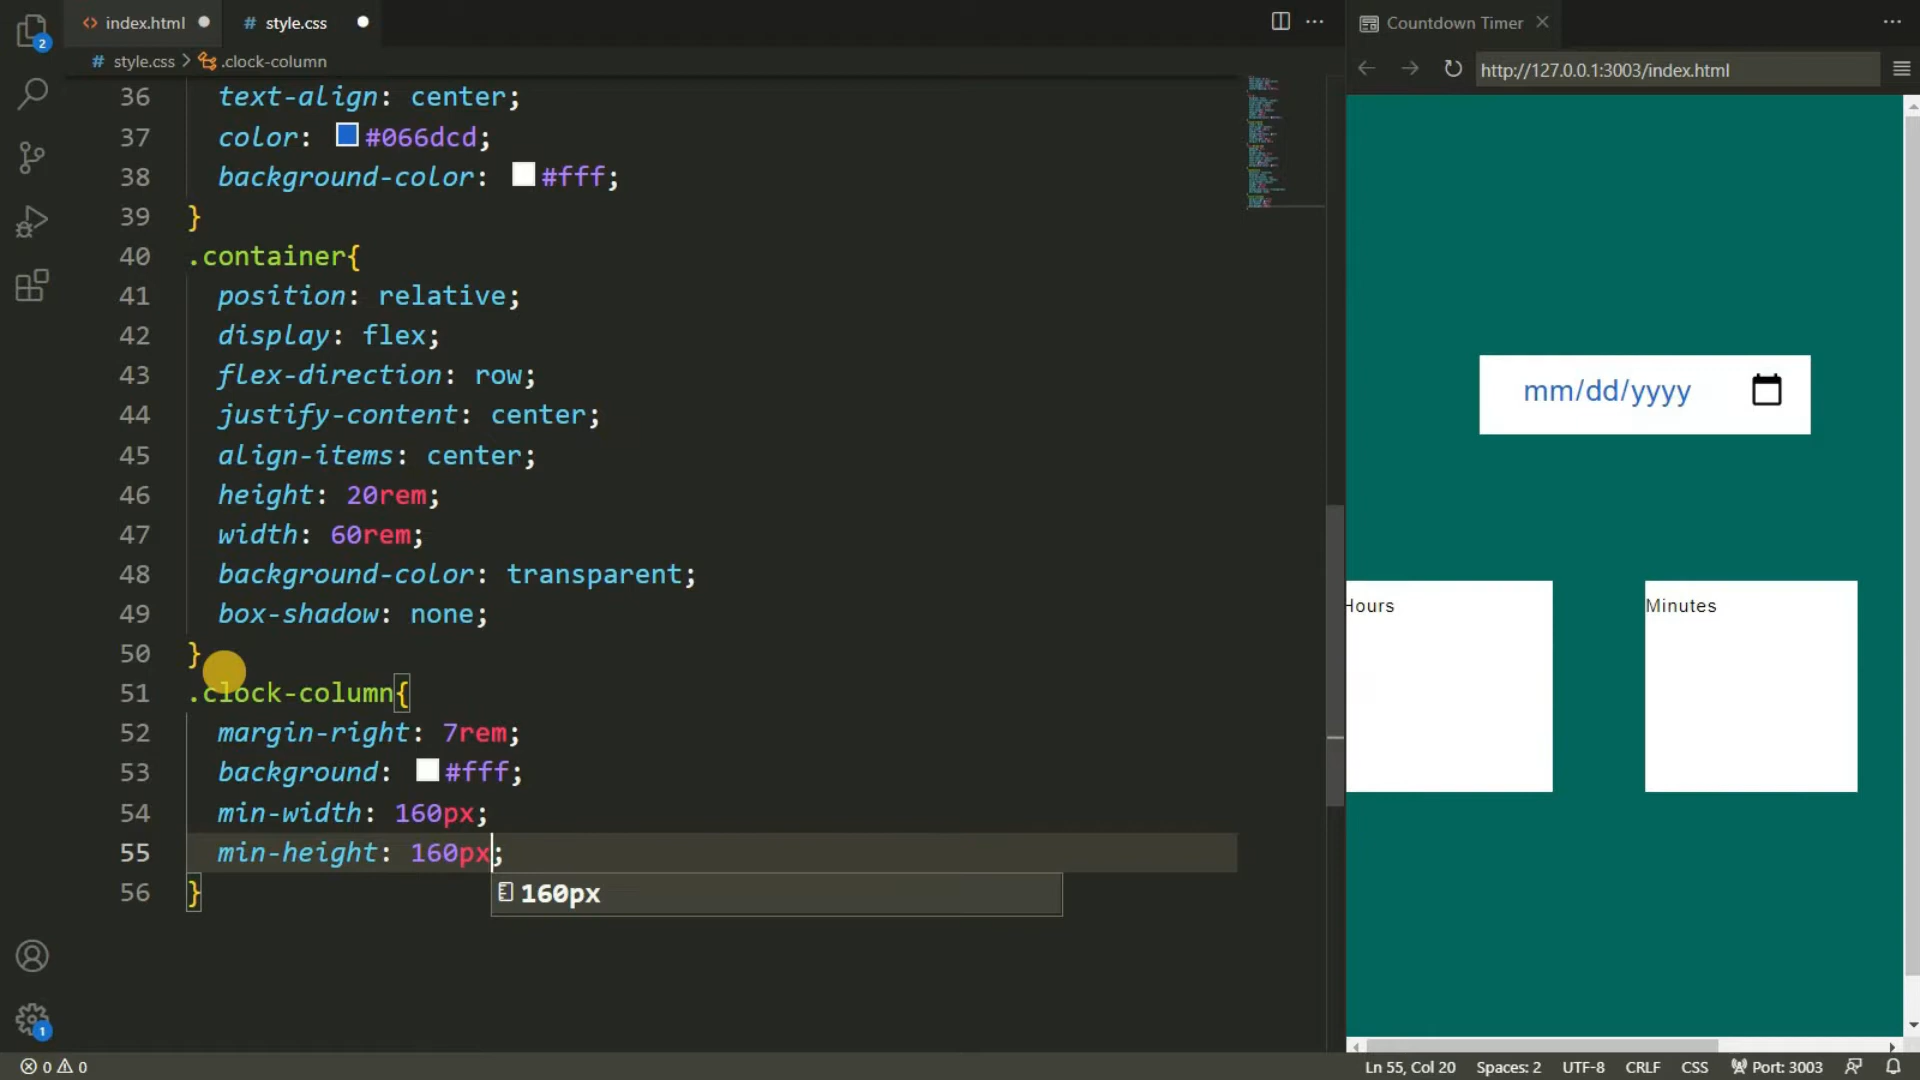 index.html
style.css
style.css
.clock-column
36 text-align: center;
37 color: #066dcd;
38 background-color: #fff;
39 }
40 .container{
41 position: relative;
42 display: flex;
43 flex-direction: row;
44 justify-content: center;
45 align-items: center;
46 height: 20rem;
47 width: 60rem;
48 background-color: transparent;
49 box-shadow: none;
50 }
51 .clock-column{
52 margin-right: 7rem;
53 background: #fff;
54 min-width: 160px;
55 min-height: 160px;
160px
56 }
2
1
Countdown Timer
http://127.0.0.1:3003/index.html
mm/dd/yyyy
Hours
Minutes
0 0
Ln 55, Col 20
Spaces: 2
UTF-8
CRLF
CSS
Port: 3003